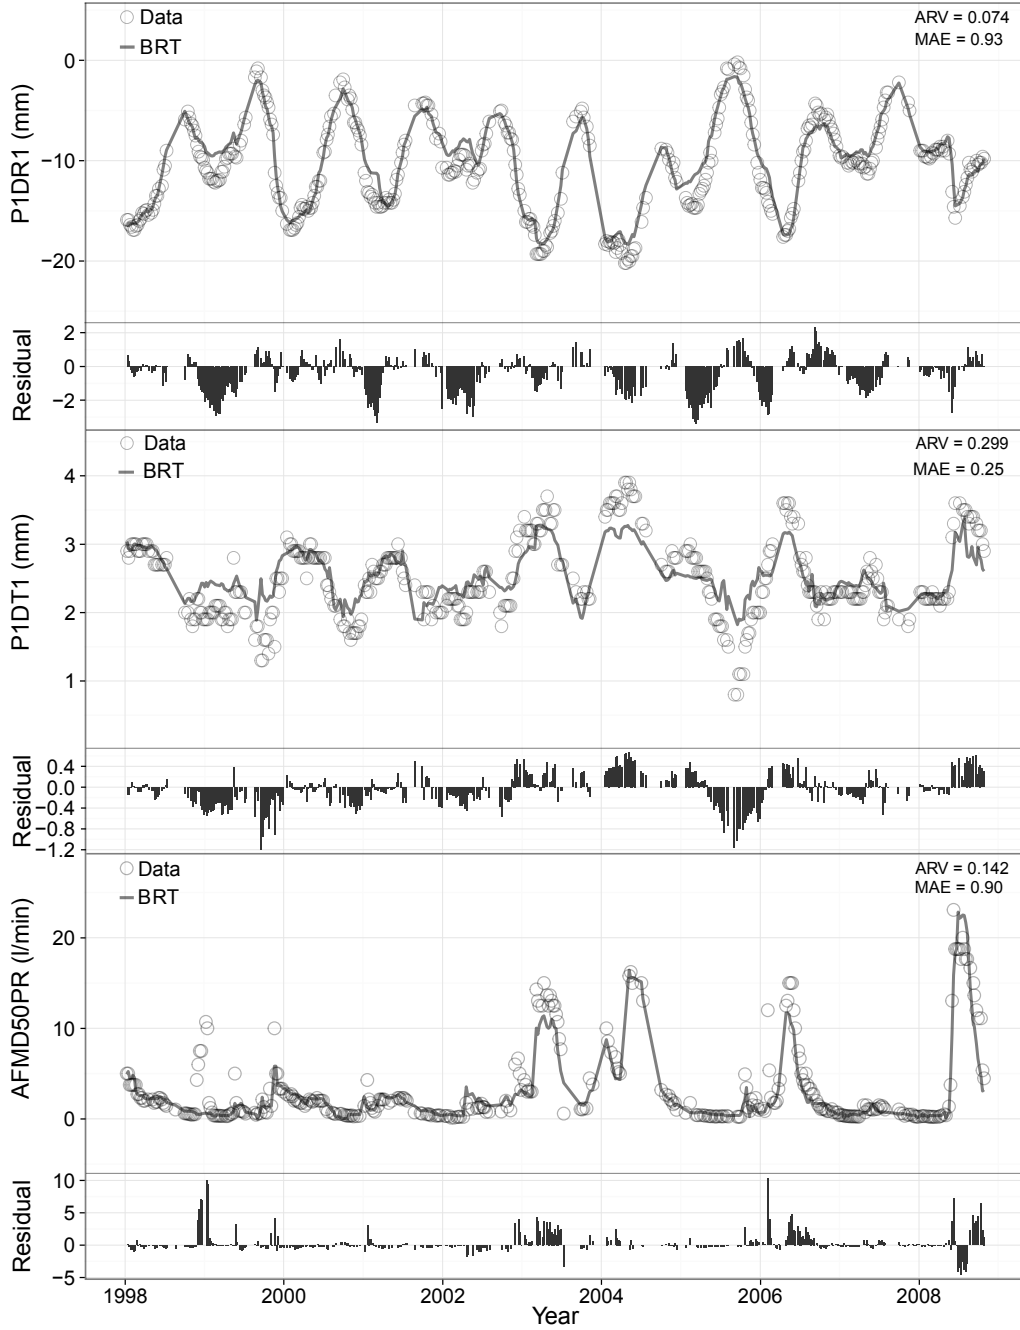 Data
BRT
ARV = 0.074
MAE = 0.93
P1DR1 (mm)
0
−10
−20
Residual
2
0
−2
Data
BRT
ARV = 0.299
MAE = 0.25
P1DT1 (mm)
4
3
2
1
Residual
0.4
0.0
−0.4
−0.8
−1.2
Data
BRT
ARV = 0.142
MAE = 0.90
AFMD50PR (l/min)
20
10
0
Residual
10
5
0
−5
1998 2000 2002 2004 2006 2008
Year